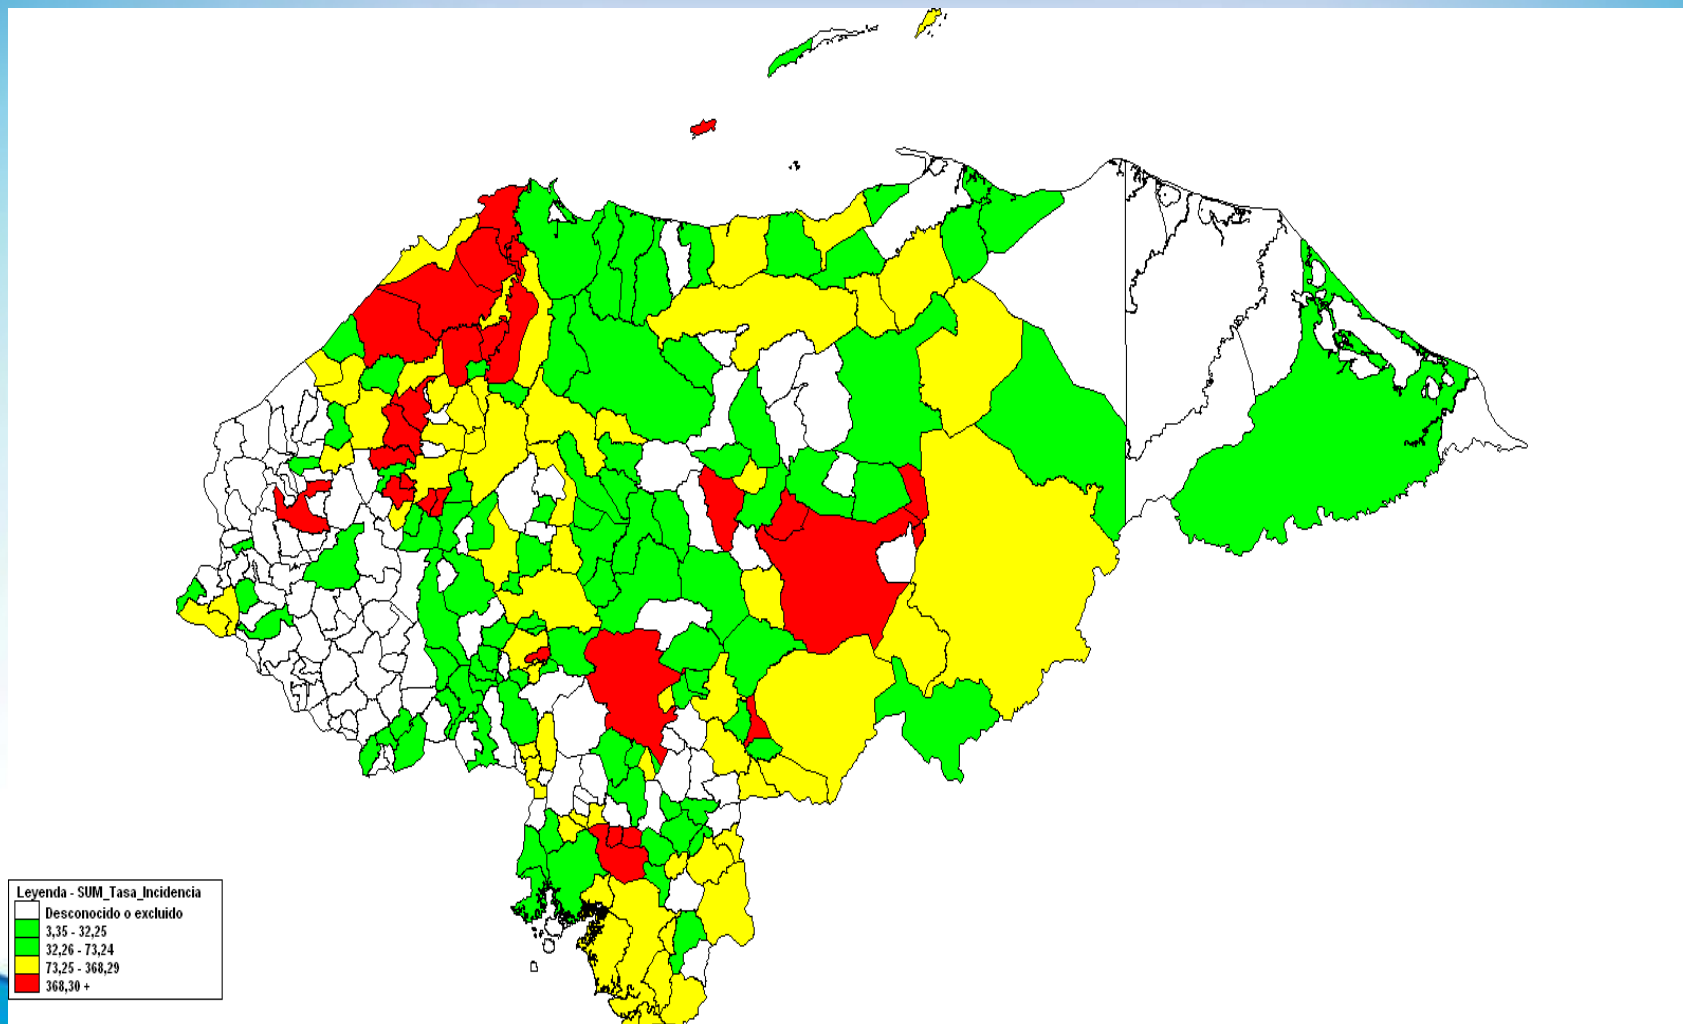 Leyenda - SUM_Tasa_Incidencia
Desconocido o excluido
3,35 - 32,25
32,26 - 73,24
73,25 - 368,29
368,30 +